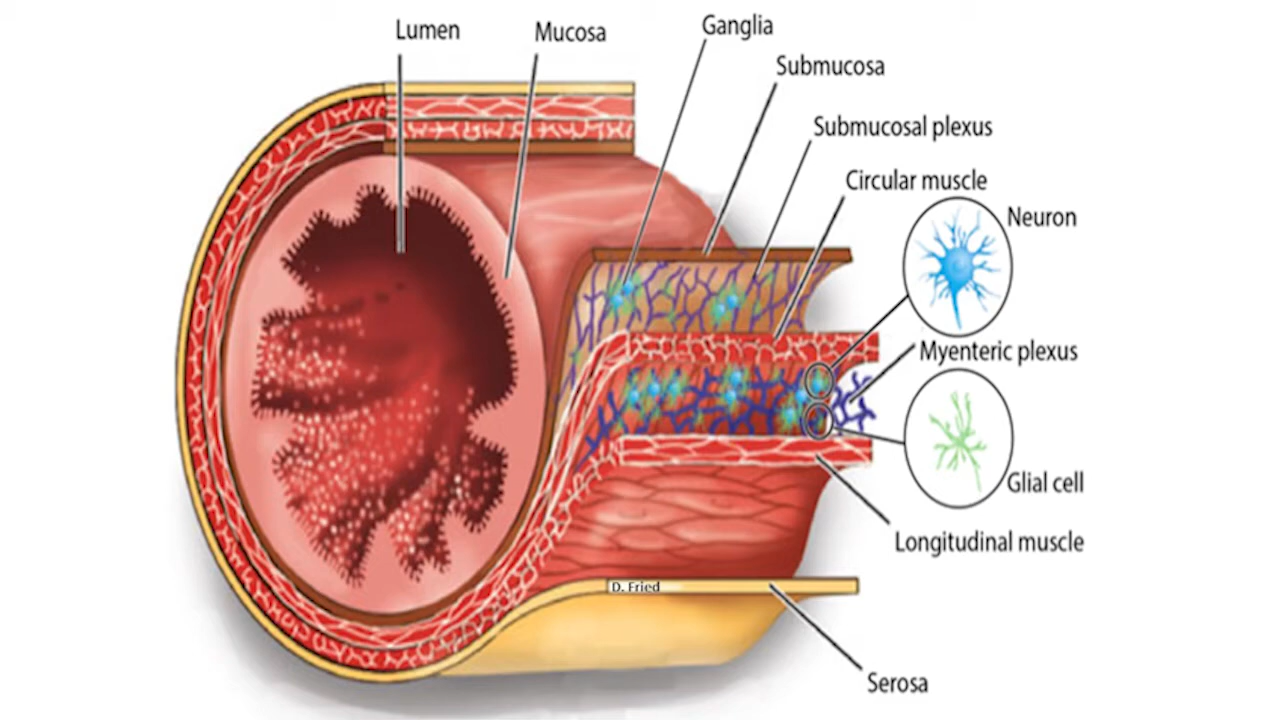 Lumen
Mucosa
Ganglia
Submucosa
Submucosal plexus
Circular muscle
Neuron
Myenteric plexus
Glial cell
Longitudinal muscle
D. Fried
Serosa